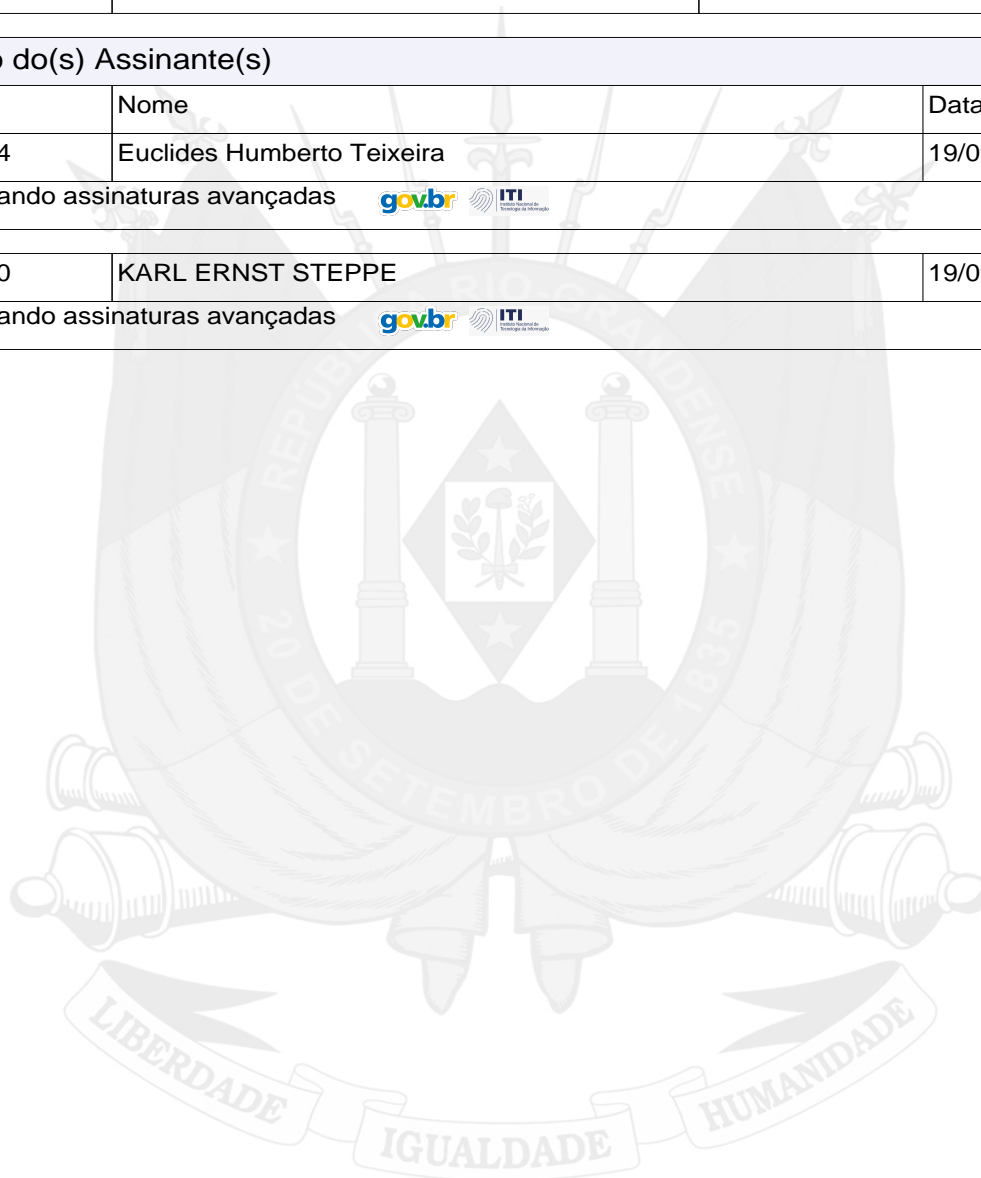 o do(s) Assinante(s)
Nome Data
4 Euclides Humberto Teixeira 19/0
ando assinaturas avançadas gov.br ITI
0 KARL ERNST STEPPE 19/0
ando assinaturas avançadas gov.br ITI
REPÚBLICA RIO-GRANDENSE
20 DE SETEMBRO DE 1835
LIBERDADE IGUALDADE HUMANIDADE